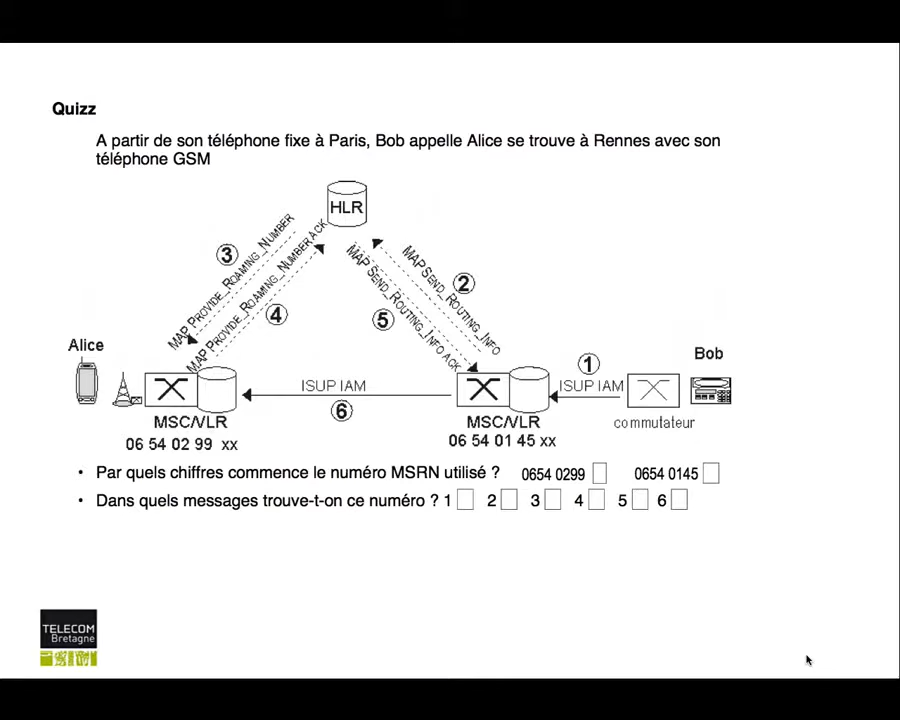 Quizz
A partir de son téléphone fixe à Paris, Bob appelle Alice se trouve à Rennes avec son
téléphone GSM
HLR
3
MAP PROVIDE_ROAMING_NUMBER
4
MAP PROVIDE_ROAMING_NUMBER ACK
5
MAP SEND_ROUTING_INFO ACK
2
MAP SEND_ROUTING_INFO
Alice
Bob
1
ISUP IAM
ISUP IAM
6
MSC/VLR
06 54 02 99 xx
MSC/VLR
06 54 01 45 xx
commutateur
• Par quels chiffres commence le numéro MSRN utilisé ? 0654 0299 0654 0145
• Dans quels messages trouve-t-on ce numéro ? 1 2 3 4 5 6
TELECOM
Bretagne